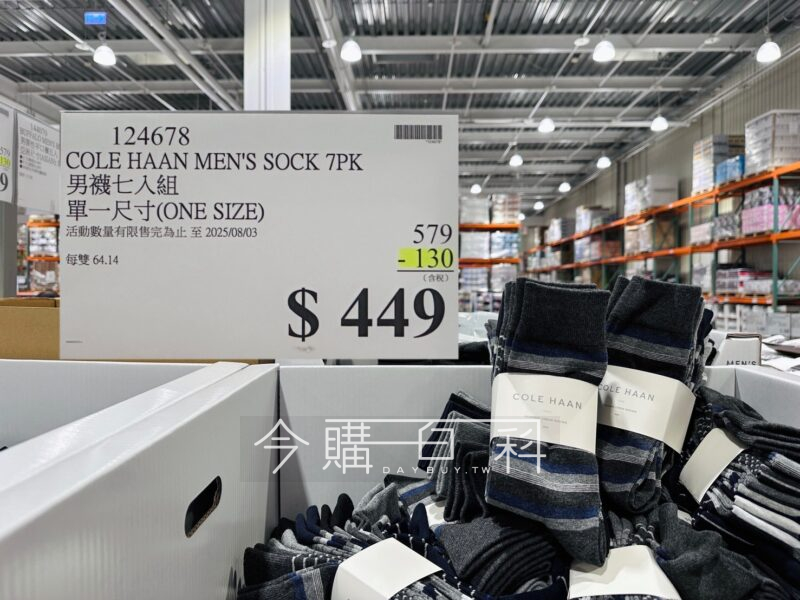 124678
COLE HAAN MEN'S SOCK 7PK
男襪七入組
單一尺寸(ONE SIZE)
活動數量有限售完為止 至 2025/08/03
579
- 130
每雙 64.14
(含稅)
$ 449
COLE HAAN
COLE HAAN
MEN'S
今購百科
DAYBUY.TW